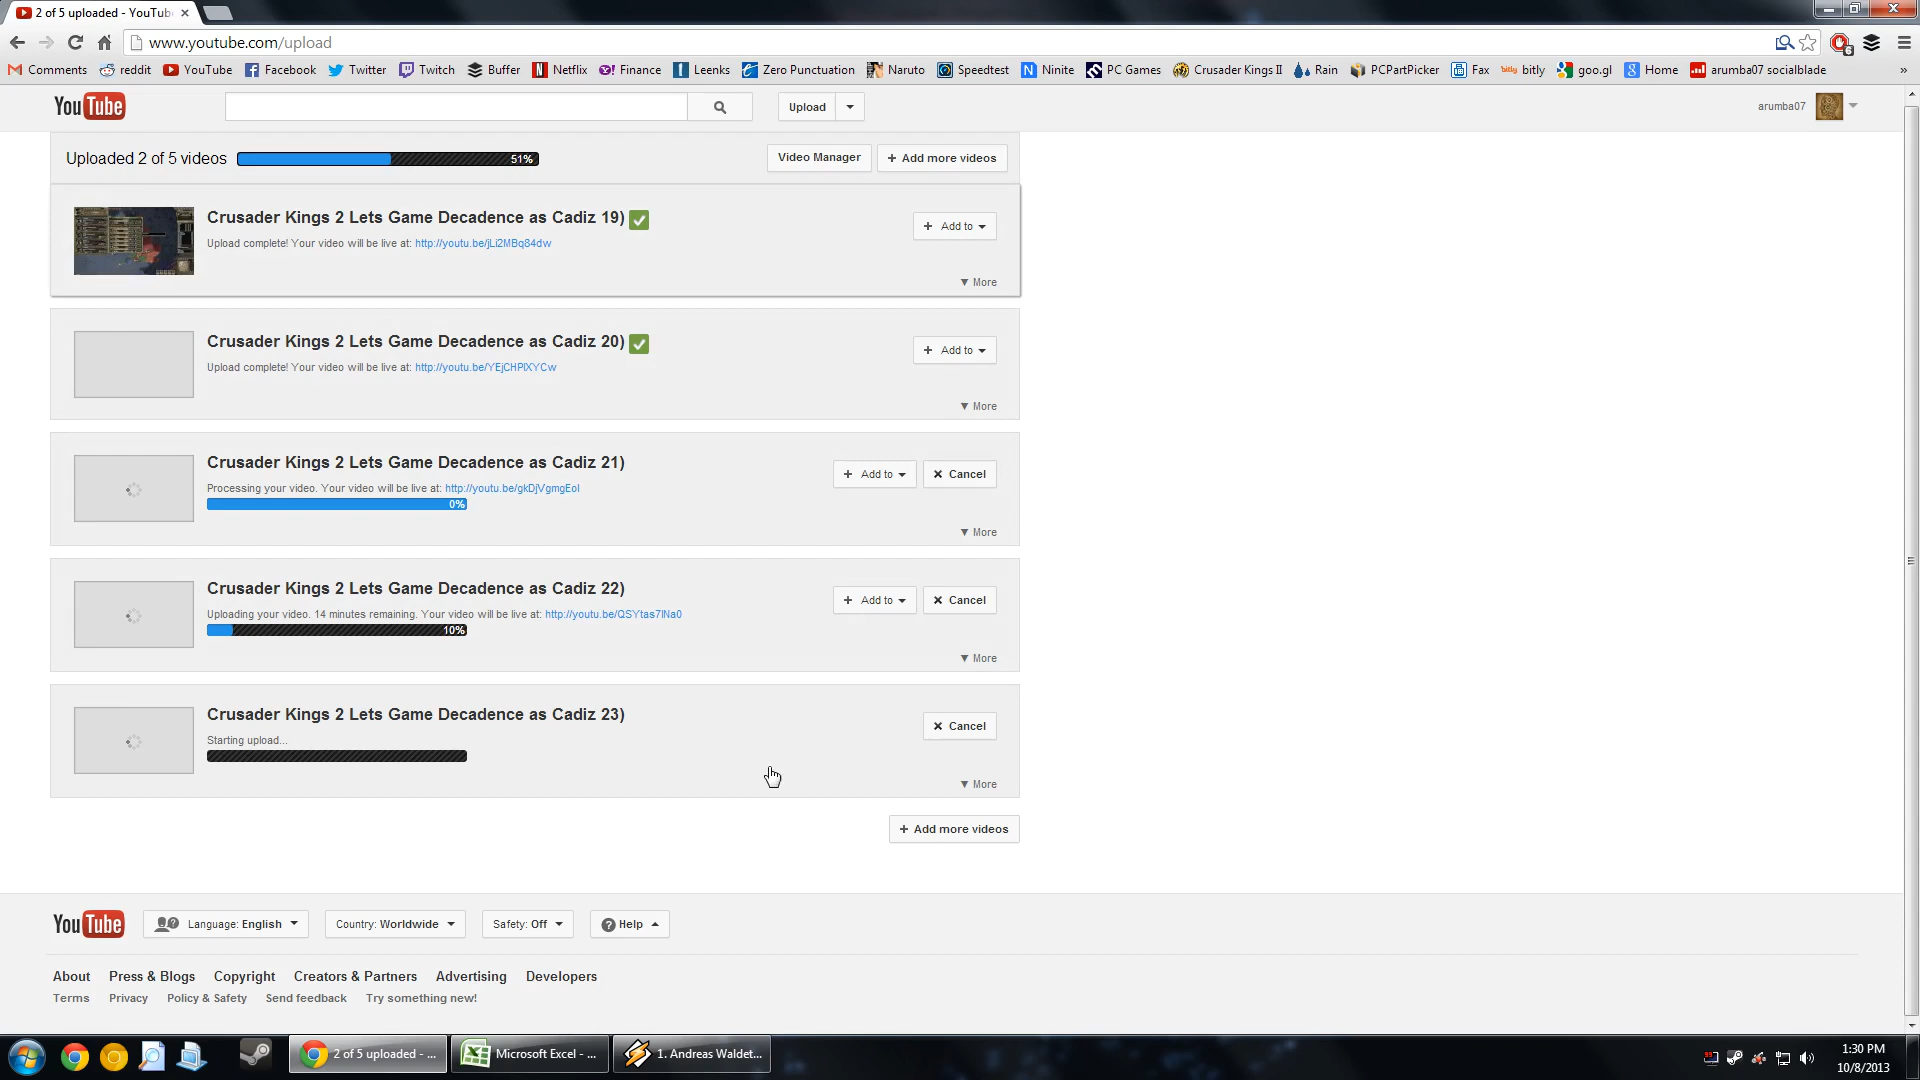 2 of 5 uploaded - YouTub
www.youtube.com/upload
6
Comments reddit YouTube Facebook Twitter Twitch Buffer Netflix Finance Leenks Zero Punctuation Naruto Speedtest Ninite PC Games Crusader Kings II Rain PCPartPicker Fax bitly goo.gl Home arumba07 socialblade »
YouTube
Upload
arumba07
Uploaded 2 of 5 videos 51% Video Manager + Add more videos
Crusader Kings 2 Lets Game Decadence as Cadiz 19)
+ Add to
Upload complete! Your video will be live at: http://youtu.be/jLi2MBq84dw
▼ More
Crusader Kings 2 Lets Game Decadence as Cadiz 20)
+ Add to
Upload complete! Your video will be live at: http://youtu.be/YEjCHPlXYCw
▼ More
Crusader Kings 2 Lets Game Decadence as Cadiz 21)
+ Add to × Cancel
Processing your video. Your video will be live at: http://youtu.be/gkDjVgmgEoI
0%
▼ More
Crusader Kings 2 Lets Game Decadence as Cadiz 22)
+ Add to × Cancel
Uploading your video. 14 minutes remaining. Your video will be live at: http://youtu.be/QSYtas7lNa0
10%
▼ More
Crusader Kings 2 Lets Game Decadence as Cadiz 23)
× Cancel
Starting upload...
▼ More
+ Add more videos
YouTube Language: English Country: Worldwide Safety: Off Help
About Press & Blogs Copyright Creators & Partners Advertising Developers
Terms Privacy Policy & Safety Send feedback Try something new!
2 of 5 uploaded - ... Microsoft Excel - ... 1. Andreas Waldet...
1:30 PM
10/8/2013